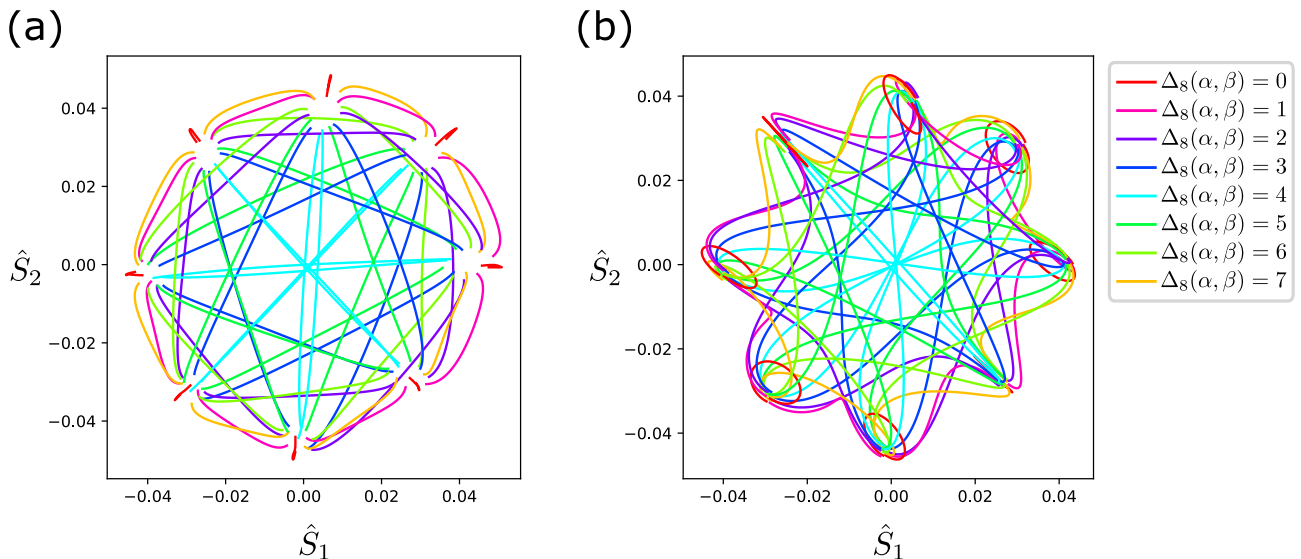 (a)
(b)
0.04
0.02
0.00
−0.02
−0.04
Ŝ₂
−0.04 −0.02 0.00 0.02 0.04
Ŝ₁
0.04
0.02
0.00
−0.02
−0.04
Ŝ₂
−0.04 −0.02 0.00 0.02 0.04
Ŝ₁
Δ₈(α, β) = 0
Δ₈(α, β) = 1
Δ₈(α, β) = 2
Δ₈(α, β) = 3
Δ₈(α, β) = 4
Δ₈(α, β) = 5
Δ₈(α, β) = 6
Δ₈(α, β) = 7